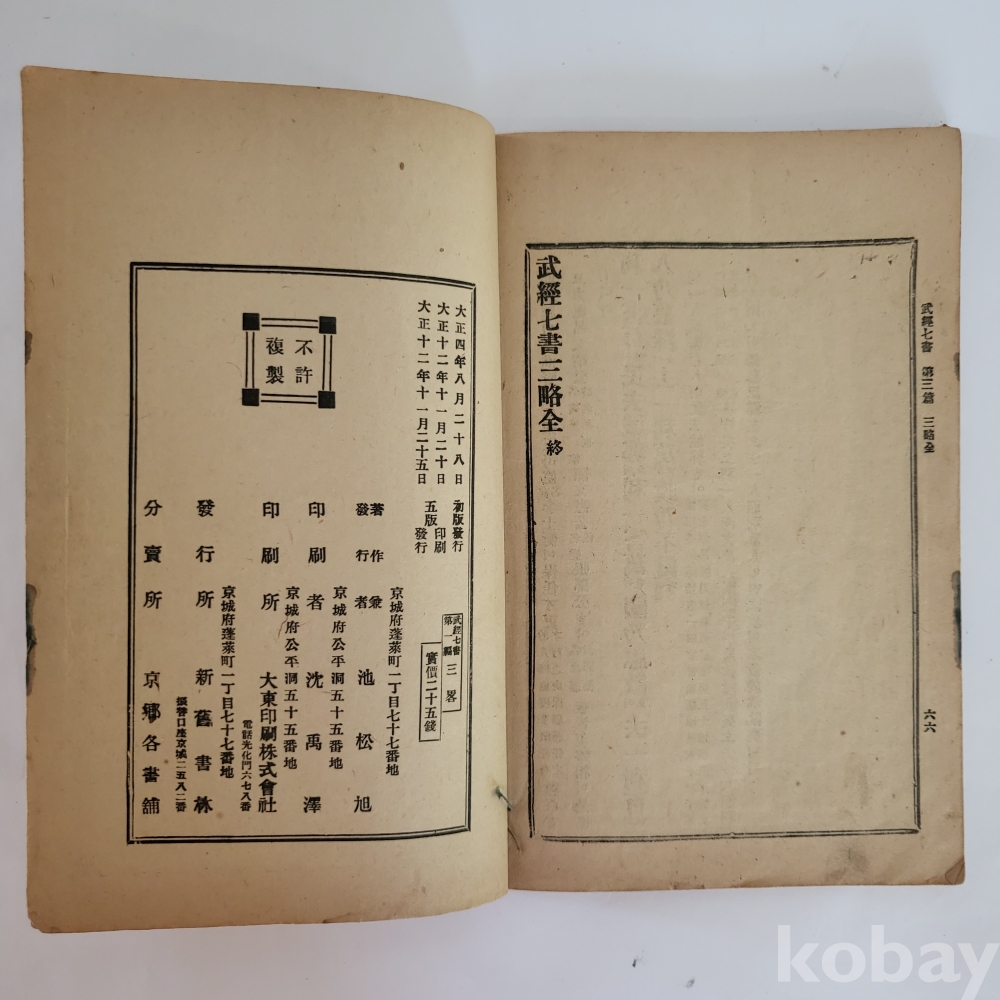 武經七書 第三篇 三略全
六六
武經七書三略全 終
大正四年八月二十八日 初版發行
大正十二年十一月二十日 五版印刷
大正十二年十一月二十五日 發行
不許
複製
武經七書
第一編
三畧
實價二十五錢
京城府蓬萊町一丁目七十七番地
著作兼
發行者 池松旭
京城府公平洞五十五番地
印刷者 沈禹澤
京城府公平洞五十五番地
印刷所 大東印刷株式會社
電話光化門六七八番
京城府蓬萊町一丁目七十七番地
發行所 新舊書林
振替口座京城二五八二番
分賣所 京鄉各書舖
kobay